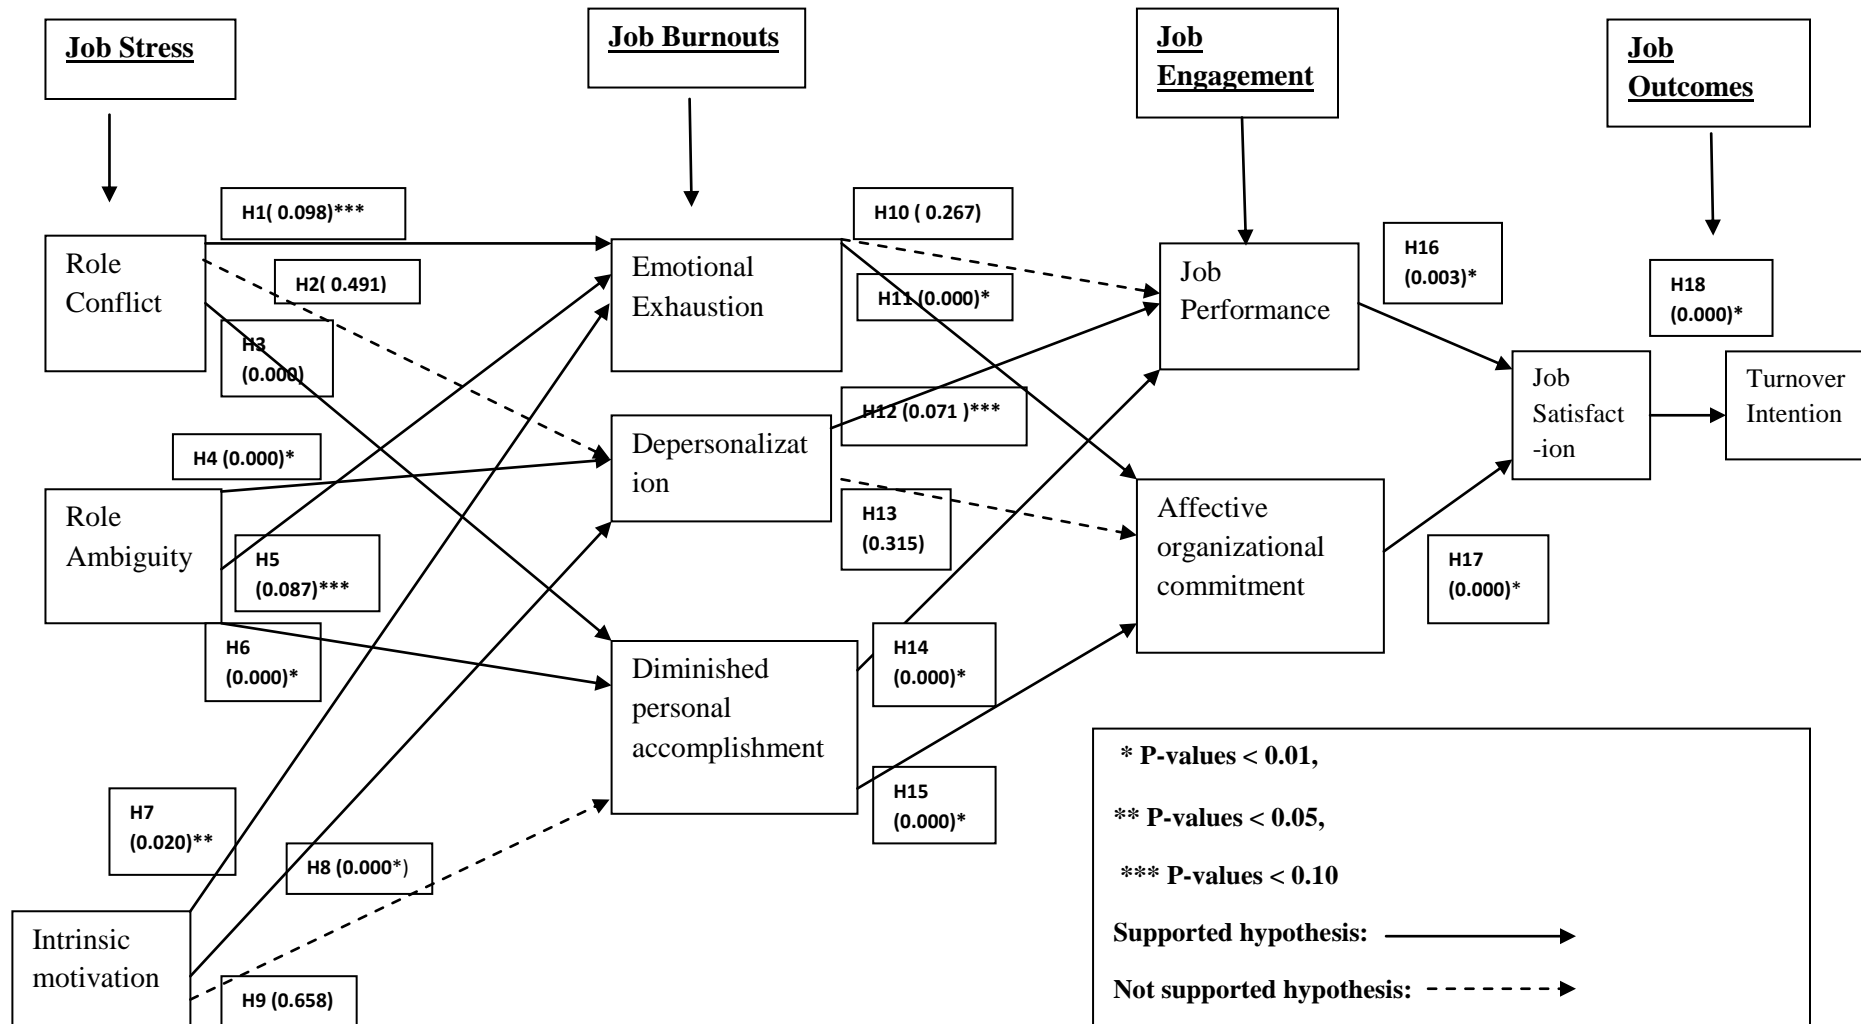 Job Stress
Job Burnouts
Job
Engagement
Job
Outcomes
H1( 0.098)***
H2( 0.491)
H3
(0.000)
H4 (0.000)*
H5
(0.087)***
H6
(0.000)*
H7
(0.020)**
H8 (0.000*)
H9 (0.658)
Role
Conflict
Role
Ambiguity
Intrinsic
motivation
Emotional
Exhaustion
Depersonalizat
ion
Diminished
personal
accomplishment
H10 ( 0.267)
H11 (0.000)*
H12 (0.071 )***
H13
(0.315)
H14
(0.000)*
H15
(0.000)*
Job
Performance
Affective
organizational
commitment
H16
(0.003)*
H17
(0.000)*
H18
(0.000)*
Job
Satisfact
-ion
Turnover
Intention
* P-values < 0.01,
** P-values < 0.05,
*** P-values < 0.10
Supported hypothesis:
Not supported hypothesis: